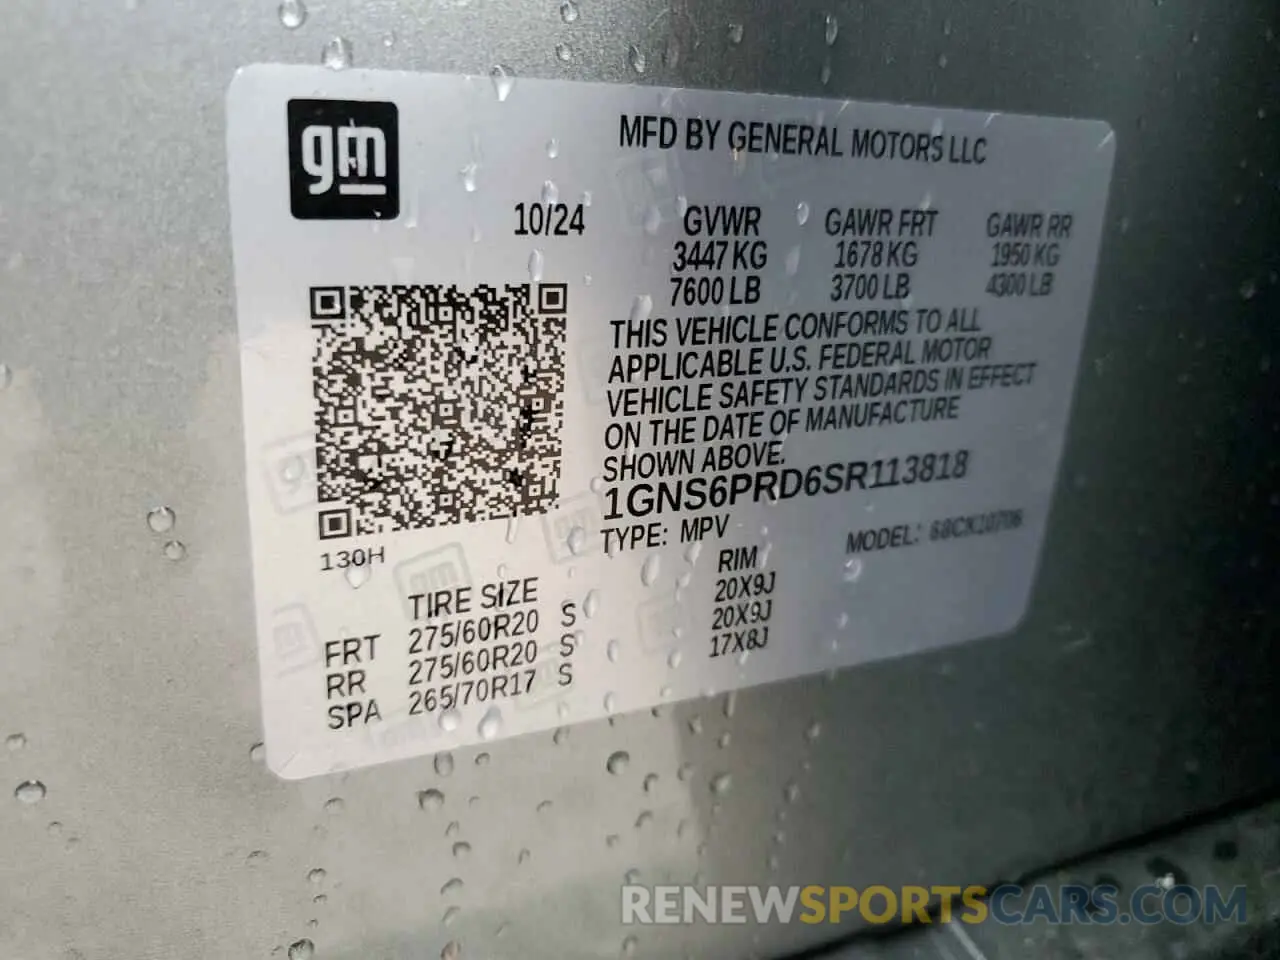 gm
MFD BY GENERAL MOTORS LLC
10/24
GVWR GAWR FRT GAWR RR
3447 KG 1678 KG 1950 KG
7600 LB 3700 LB 4300 LB
THIS VEHICLE CONFORMS TO ALL
APPLICABLE U.S. FEDERAL MOTOR
VEHICLE SAFETY STANDARDS IN EFFECT
ON THE DATE OF MANUFACTURE
SHOWN ABOVE.
1GNS6PRD6SR113818
TYPE: MPV MODEL: 68CK10706
130H
TIRE SIZE RIM
FRT 275/60R20 S 20X9J
RR 275/60R20 S 20X9J
SPA 265/70R17 S 17X8J
RENEWSPORTSCARS.COM